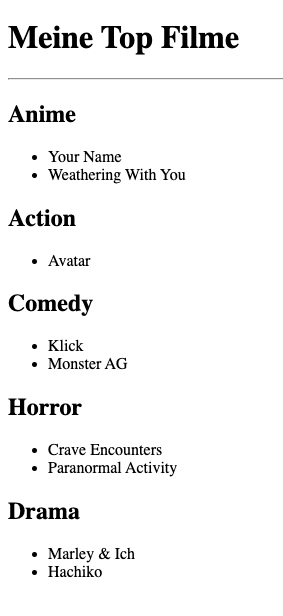 Meine Top Filme
Anime
• Your Name
• Weathering With You
Action
• Avatar
Comedy
• Klick
• Monster AG
Horror
• Crave Encounters
• Paranormal Activity
Drama
• Marley & Ich
• Hachiko